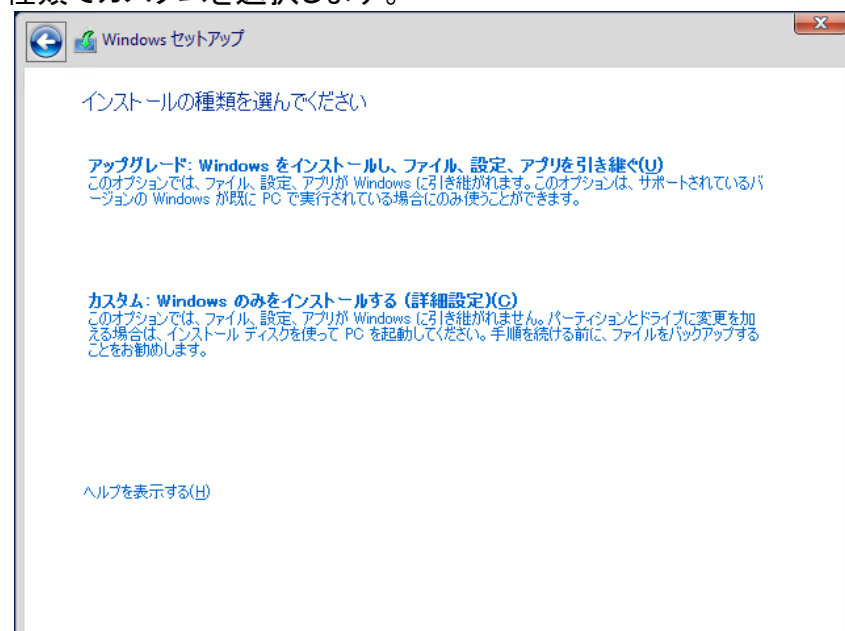 種類でカスタムを選択します。
Windows セットアップ
インストールの種類を選んでください
アップグレード: Windows をインストールし、ファイル、設定、アプリを引き継ぐ(U)
このオプションでは、ファイル、設定、アプリが Windows に引き継がれます。このオプションは、サポートされているバ
ージョンの Windows が既に PC で実行されている場合にのみ使うことができます。
カスタム: Windows のみをインストールする (詳細設定)(C)
このオプションでは、ファイル、設定、アプリが Windows に引き継がれません。パーティションとドライブに変更を加
える場合は、インストール ディスクを使って PC を起動してください。手順を続ける前に、ファイルをバックアップする
ことをお勧めします。
ヘルプを表示する(H)